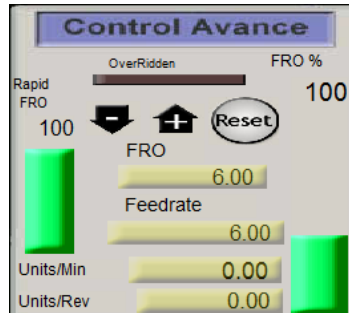 Control Avance
OverRidden
FRO %
Rapid
FRO
100
100
Reset
FRO
6.00
Feedrate
6.00
Units/Min
0.00
Units/Rev
0.00